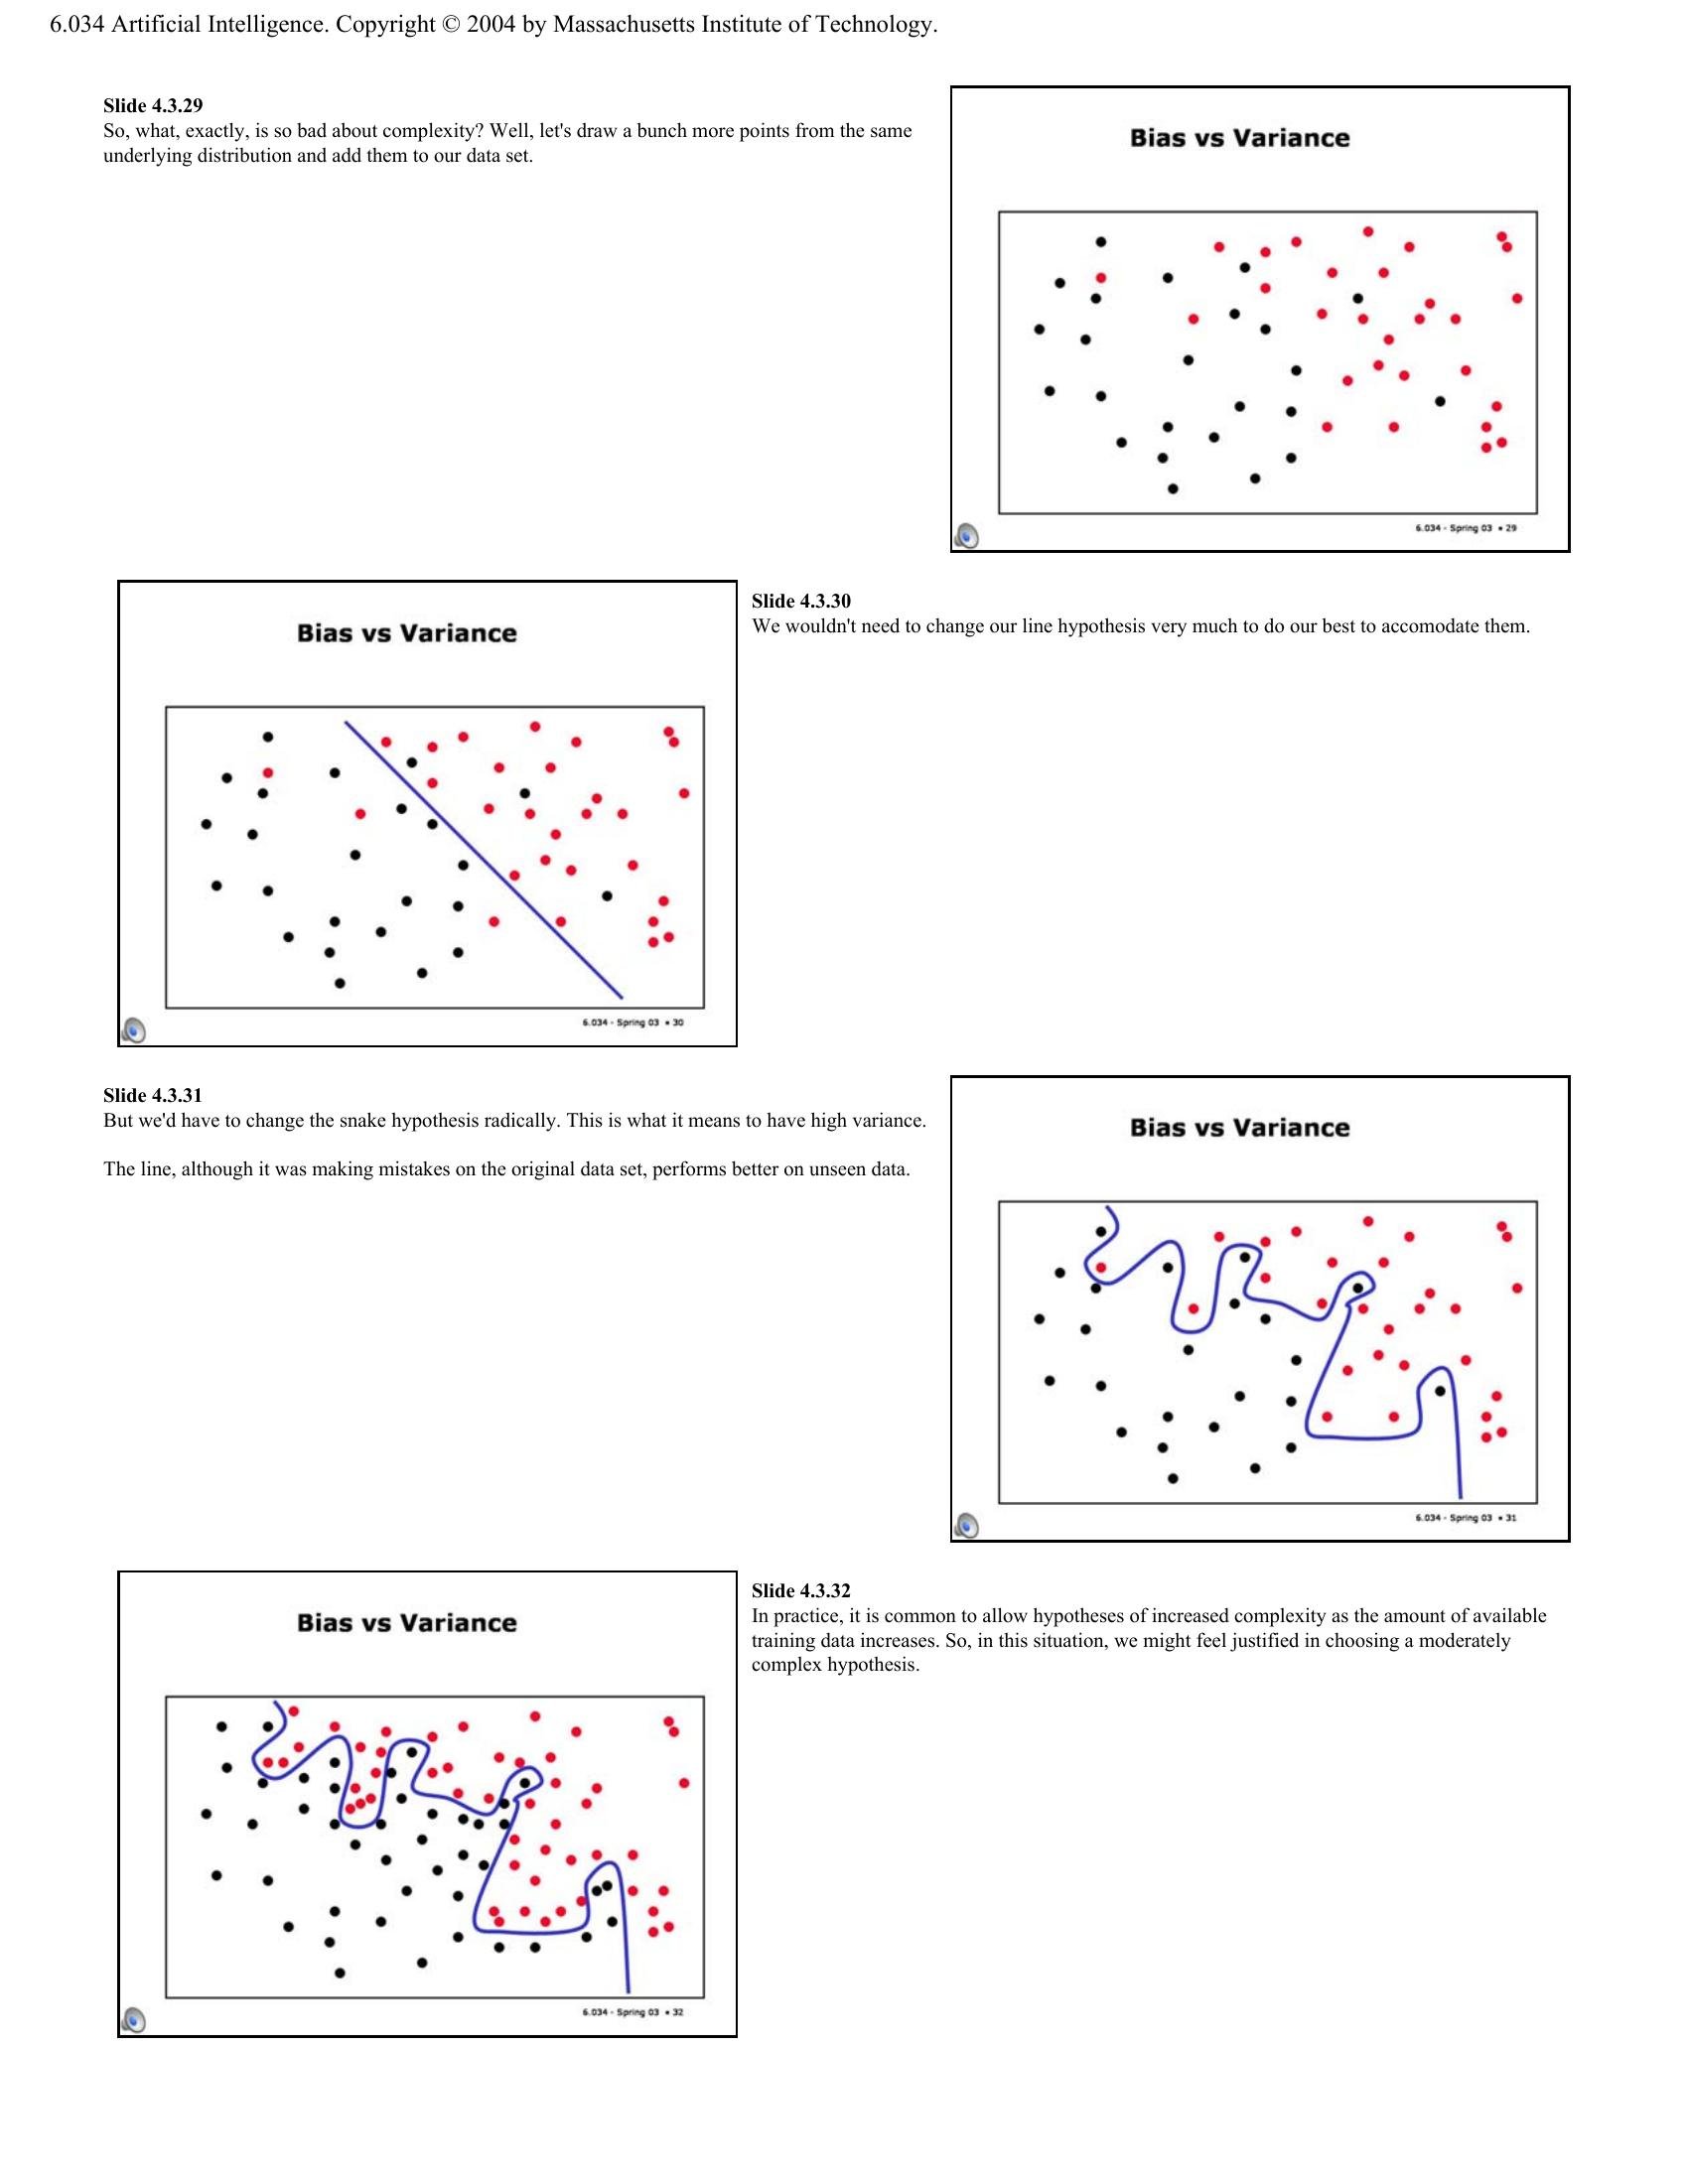 6.034 Artificial Intelligence. Copyright © 2004 by Massachusetts Institute of Technology.
Slide 4.3.29
So, what, exactly, is so bad about complexity? Well, let's draw a bunch more points from the same
underlying distribution and add them to our data set.
Bias vs Variance
6.034 - Spring 03 • 29
Bias vs Variance
6.034 - Spring 03 • 30
Slide 4.3.30
We wouldn't need to change our line hypothesis very much to do our best to accomodate them.
Slide 4.3.31
But we'd have to change the snake hypothesis radically. This is what it means to have high variance.
The line, although it was making mistakes on the original data set, performs better on unseen data.
Bias vs Variance
6.034 - Spring 03 • 31
Bias vs Variance
6.034 - Spring 03 • 32
Slide 4.3.32
In practice, it is common to allow hypotheses of increased complexity as the amount of available
training data increases. So, in this situation, we might feel justified in choosing a moderately
complex hypothesis.